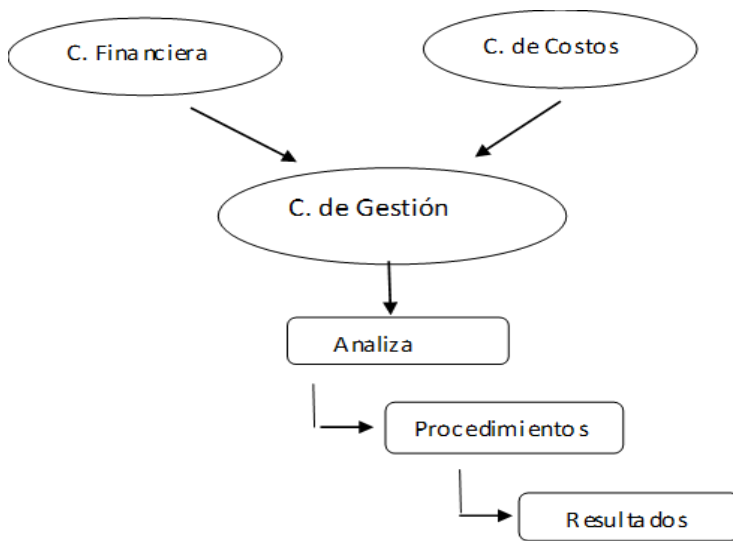 C. Financiera
C. de Costos
C. de Gestión
Analiza
Procedimientos
Resultados